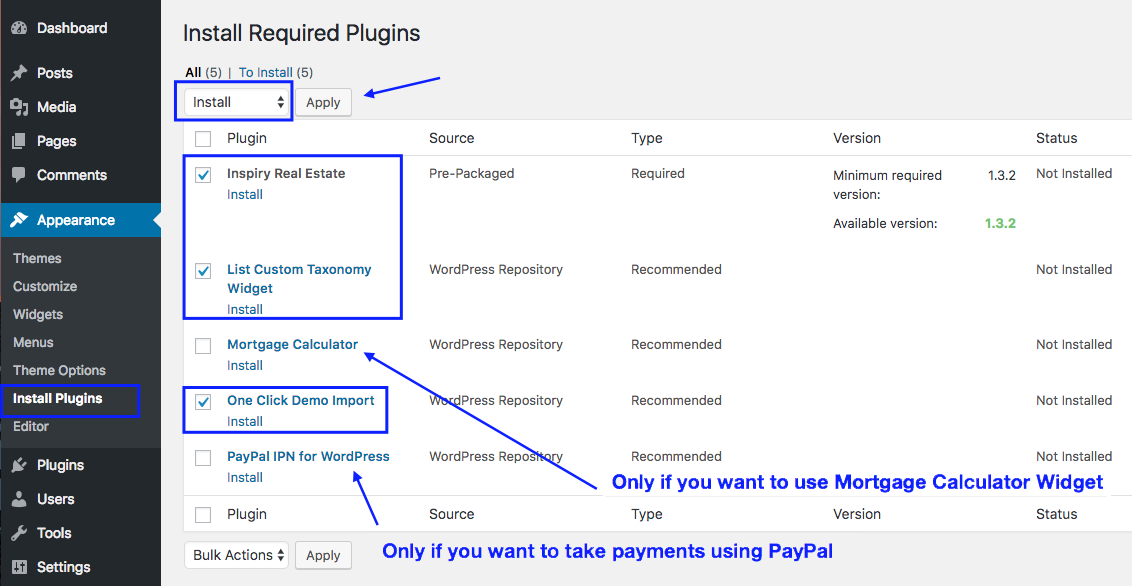 Dashboard
Posts
Media
Pages
Comments
Appearance
Themes
Customize
Widgets
Menus
Theme Options
Install Plugins
Editor
Plugins
Users
Tools
Settings
Install Required Plugins
All (5) | To Install (5)
Install Apply
Plugin Source Type Version Status
Inspiry Real Estate Pre-Packaged Required Minimum required 1.3.2 Not Installed
Install version:
Available version: 1.3.2
List Custom Taxonomy WordPress Repository Recommended Not Installed
Widget
Install
Mortgage Calculator WordPress Repository Recommended Not Installed
Install
One Click Demo Import WordPress Repository Recommended Not Installed
Install
PayPal IPN for WordPress WordPress Repository Recommended Not Installed
Install
Only if you want to use Mortgage Calculator Widget
Plugin Source Type Version Status
Bulk Actions Apply
Only if you want to take payments using PayPal